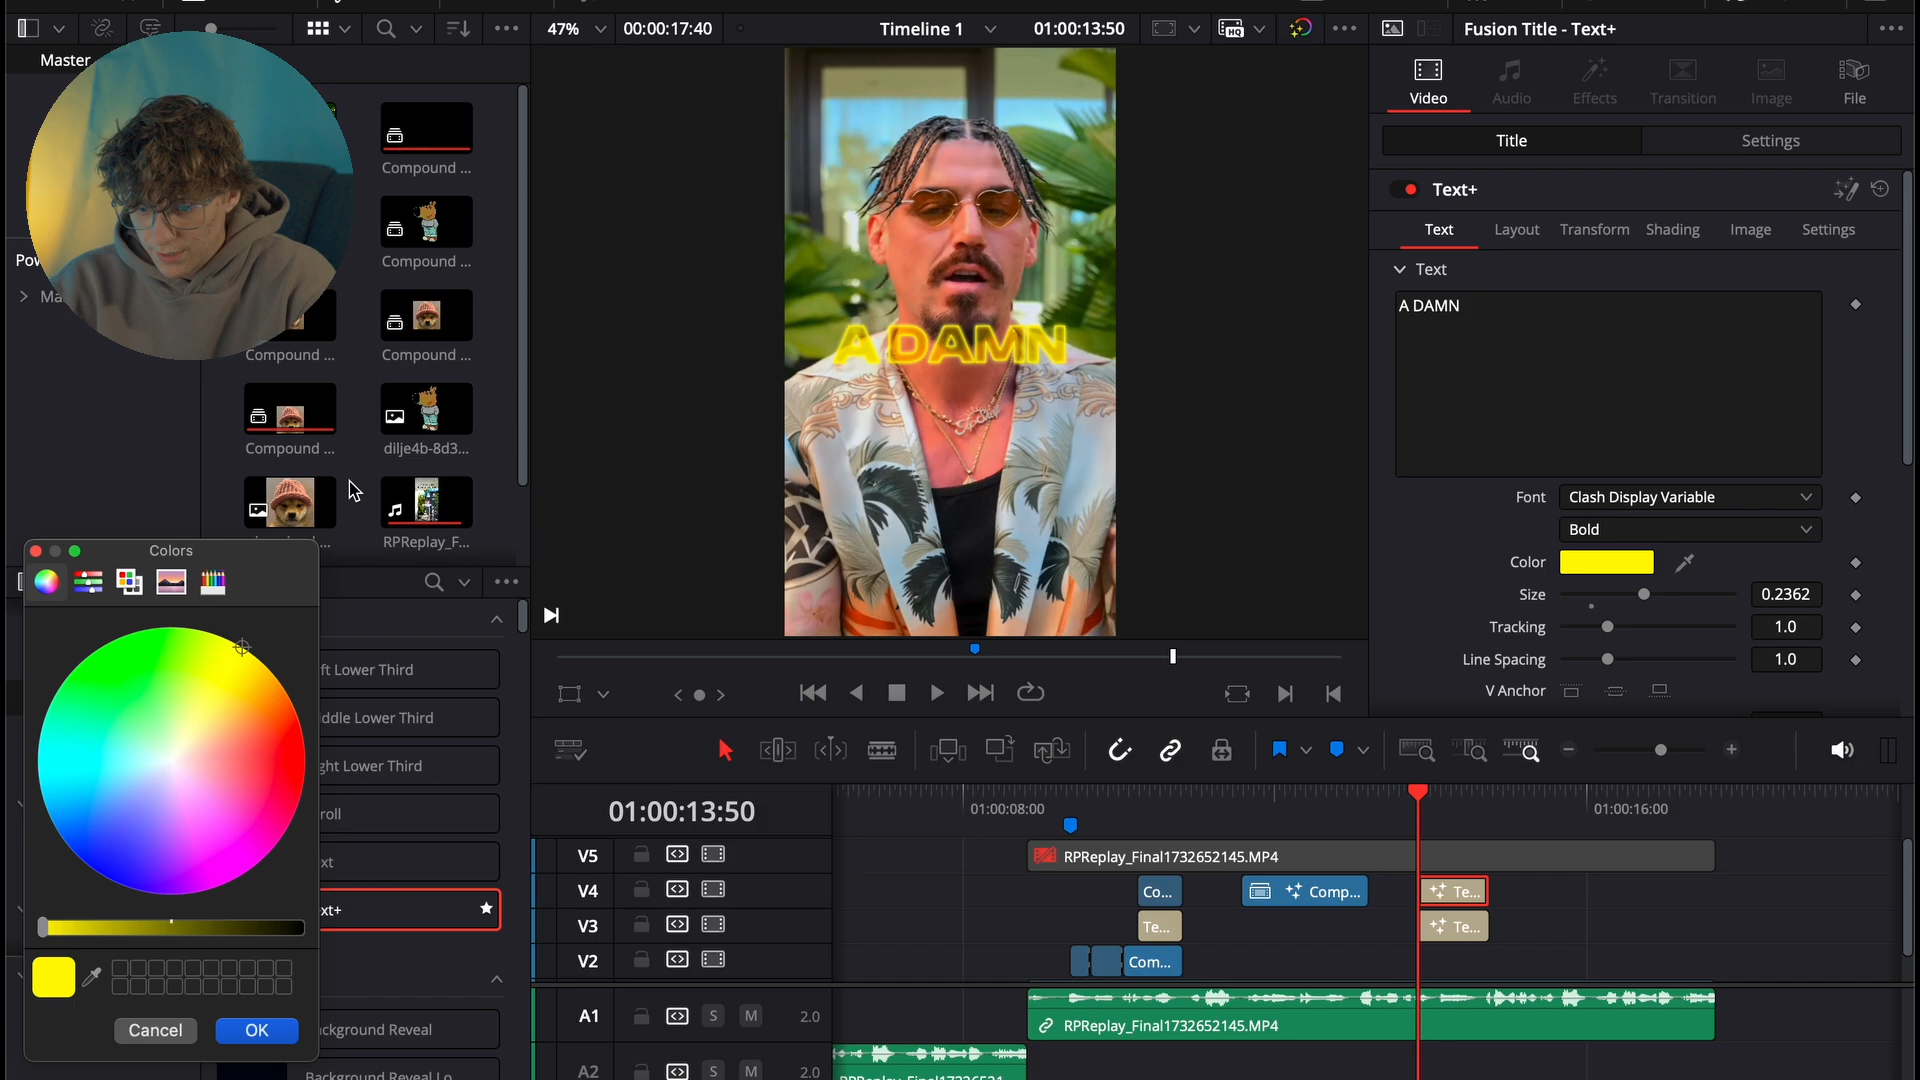 47%
00:00:17:40
Timeline 1
01:00:13:50
HQ
Fusion Title - Text+
Master
Video
Audio
Effects
Transition
Image
File
Title
Settings
Text+
Text
Layout
Transform
Shading
Image
Settings
Text
A DAMN
Compound ...
Compound ...
Compound ...
Compound ...
Compound ...
dilje4b-8d3...
RPReplay_F...
A DAMN
Font
Clash Display Variable
Bold
Color
Size
0.2362
Tracking
1.0
Line Spacing
1.0
V Anchor
Colors
ft Lower Third
iddle Lower Third
ght Lower Third
roll
ext
ext+
ckground Reveal
Background Reveal Lo
Cancel
OK
01:00:13:50
01:00:08:00
01:00:16:00
V5
RPReplay_Final1732652145.MP4
V4
Co...
Comp...
Te...
V3
Te...
Te...
V2
Com...
A1
S
M
2.0
RPReplay_Final1732652145.MP4
A2
S
M
2.0